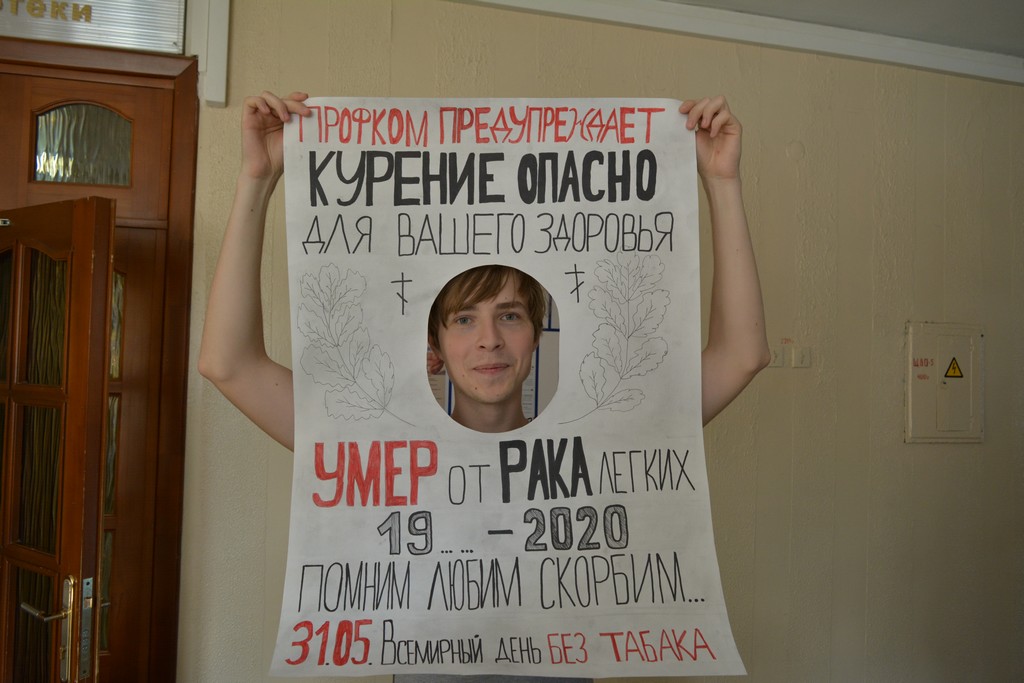 ПРОФКОМ ПРЕДУПРЕЖДАЕТ
КУРЕНИЕ ОПАСНО
ДЛЯ ВАШЕГО ЗДОРОВЬЯ
УМЕР ОТ РАКА ЛЕГКИХ
19... ... – 2020
ПОМНИМ ЛЮБИМ СКОРБИМ...
31.05. Всемирный день БЕЗ ТАБАКА